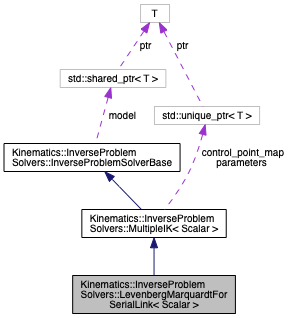 T
ptr
ptr
std::shared_ptr< T >
model
std::unique_ptr< T >
Kinematics::InverseProblem
Solvers::InverseProblemSolverBase
control_point_map
parameters
Kinematics::InverseProblem
Solvers::MultipleIK< Scalar >
Kinematics::InverseProblem
Solvers::LevenbergMarquardtFor
SerialLink< Scalar >